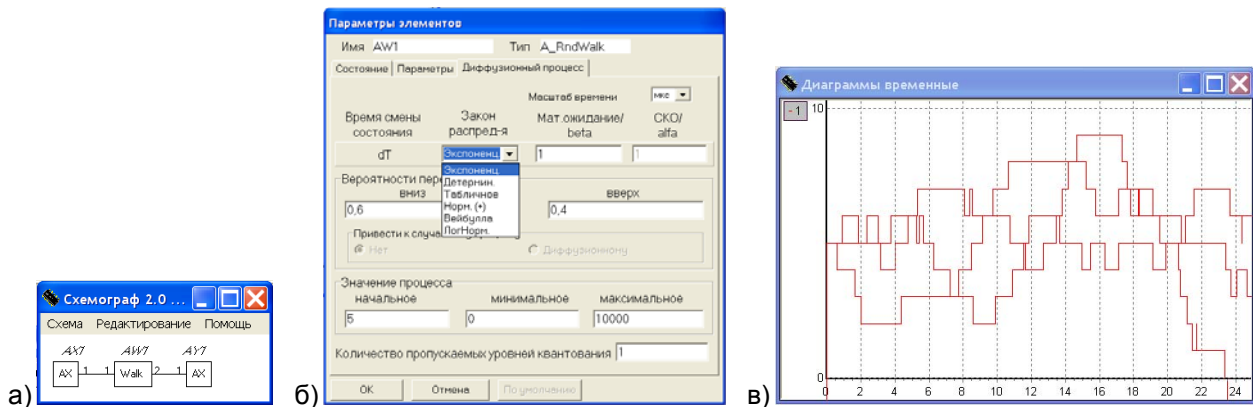 а)
Схемограф 2.0 ...
Схема Редактирование Помощь
AX7 AW7 AY7
AX 1 1 Walk 2 1 AX
б)
Параметры элементов
Имя AW1 Тип A_RndWalk
Состояние Параметры Диффузионный процесс
Масштаб времени мкс
Время смены состояния Закон распред-я Мат.ожидание/ beta СКО/ alfa
dT Экспоненц. 1 1
Экспоненц.
Детермин.
Табличное
Норм. (+)
Вейбулла
ЛогНорм.
Вероятности пере
вниз вверх
0,6 0,4
Привести к случа
Нет Диффузионному
Значение процесса
начальное минимальное максимальное
5 0 10000
Количество пропускаемых уровней квантования 1
OK Отмена По умолчанию
в)
Диаграммы временные
- 1
10
0
0 2 4 6 8 10 12 14 16 18 20 22 24